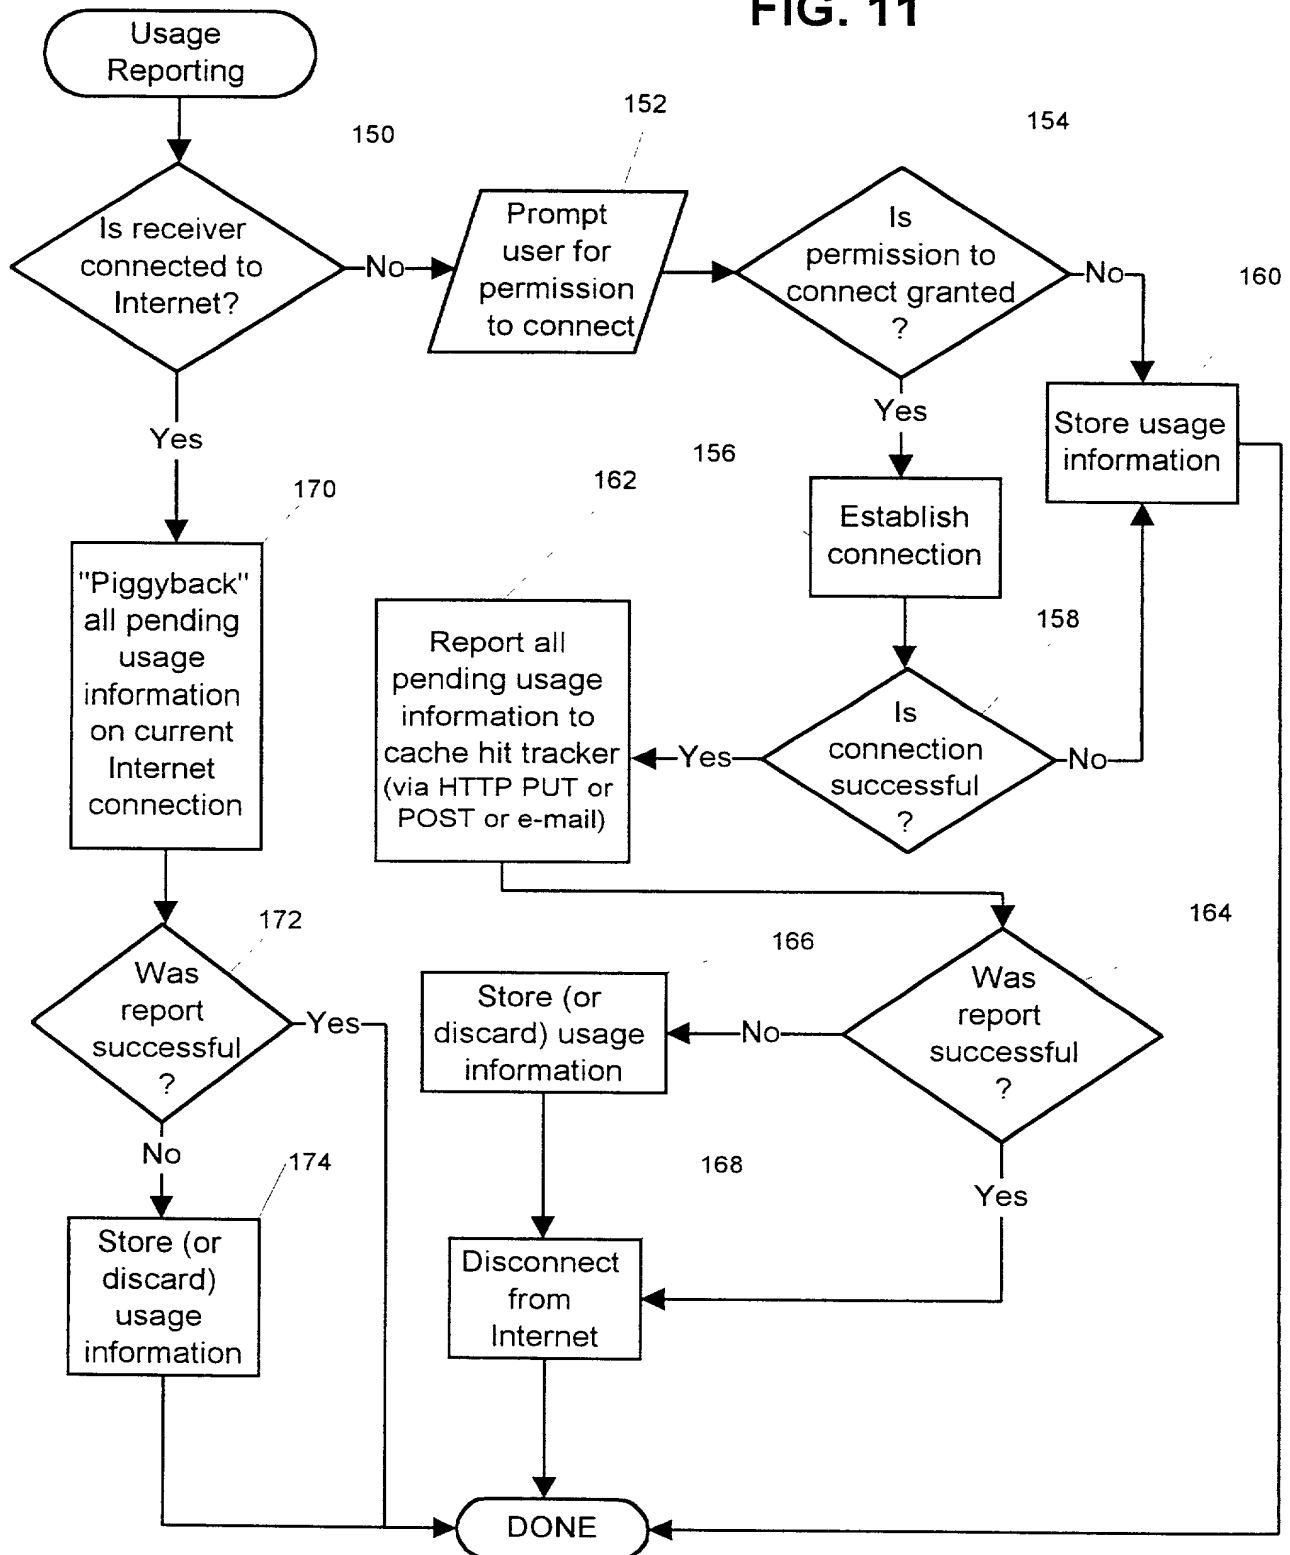 FIG. 11
Usage
Reporting
150
152
154
Is receiver
connected to
Internet?
No
Prompt
user for
permission
to connect
Is
permission to
connect granted
?
No
160
Yes
Yes
Store usage
information
156
Establish
connection
170
162
"Piggyback"
all pending
usage
information
on current
Internet
connection
Report all
pending usage
information to
cache hit tracker
(via HTTP PUT or
POST or e-mail)
Yes
158
Is
connection
successful
?
No
172
Was
report
successful
?
Yes
No
166
Store (or
discard) usage
information
No
164
Was
report
successful
?
Yes
174
Store (or
discard)
usage
information
168
Disconnect
from
Internet
DONE